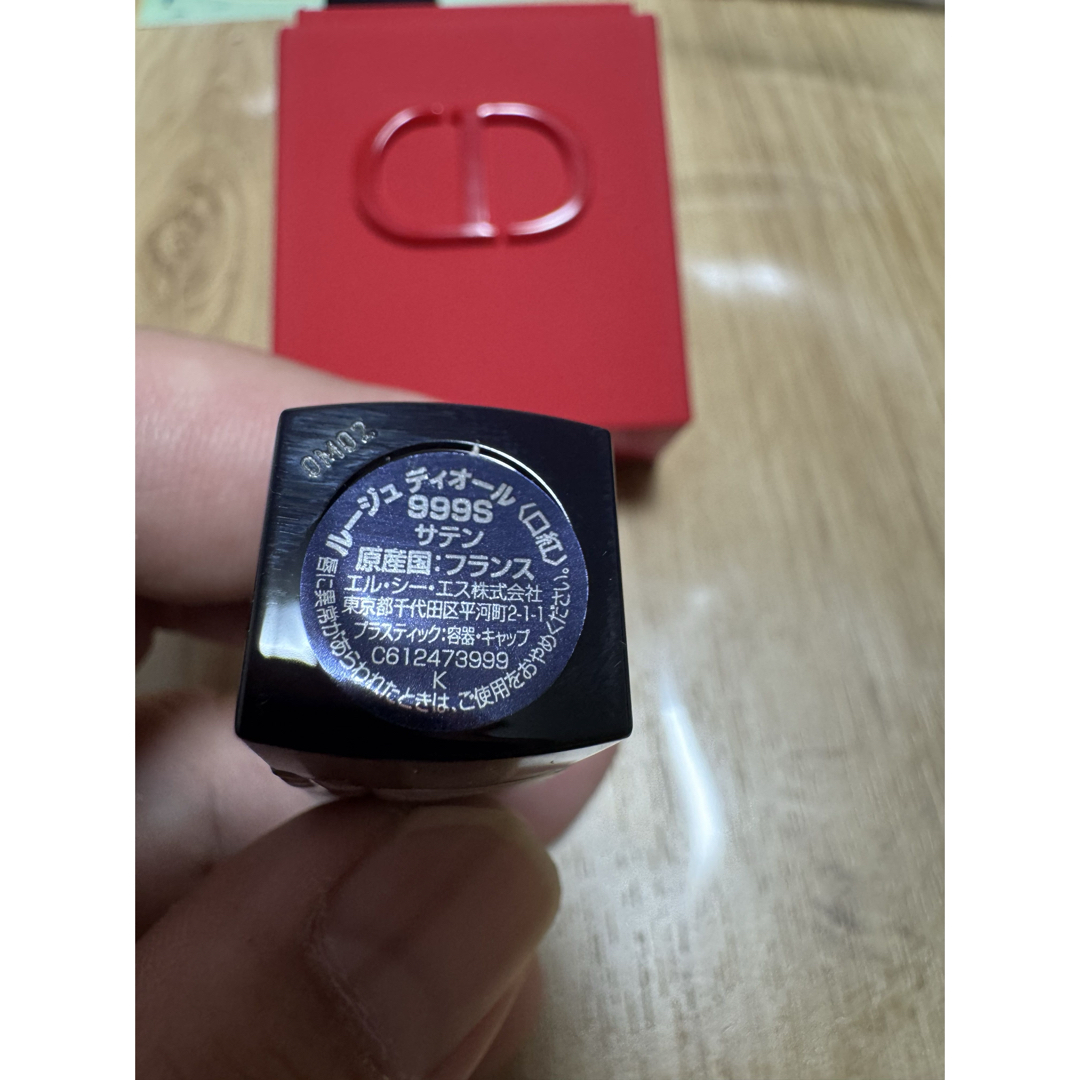 0M02
ルージュ ディオール〈口紅〉
999S
サテン
原産国:フランス
エル・シー・エス株式会社
東京都千代田区平河町2-1-1
プラスティック:容器・キャップ
C612473999
K
唇に異常があらわれたときは、ご使用をおやめください。